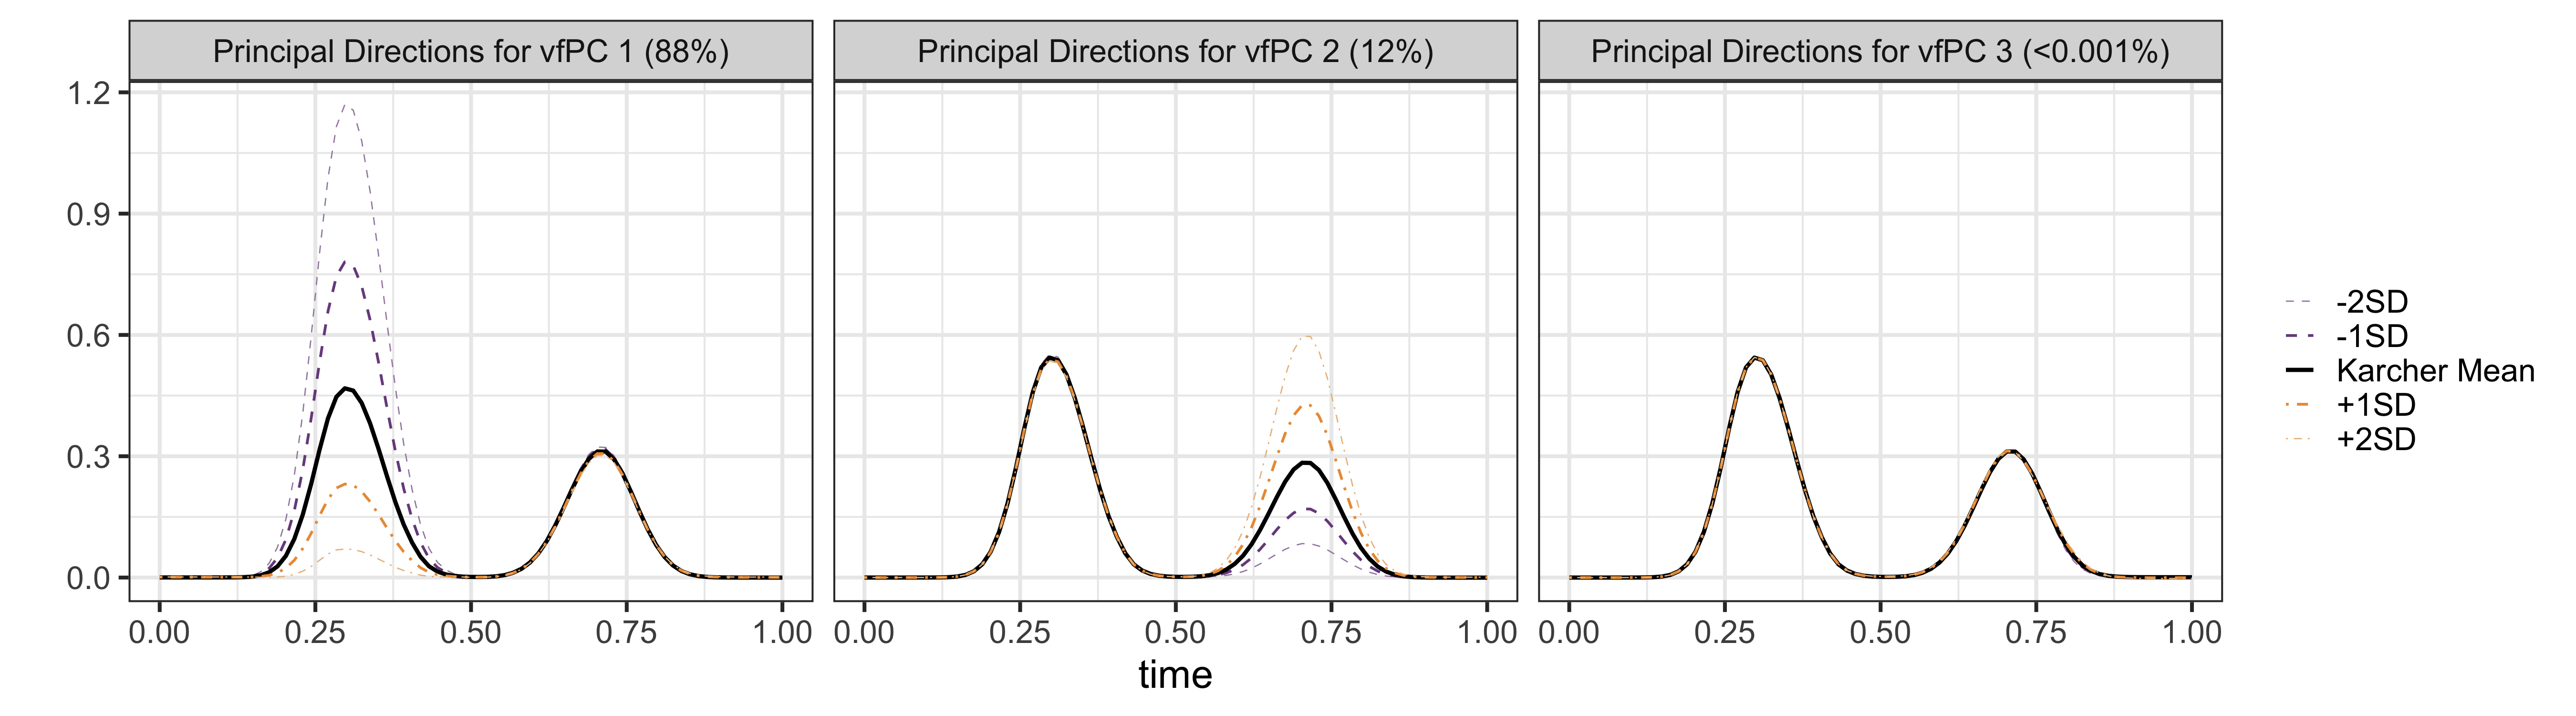 Principal Directions for vfPC 1 (88%)
Principal Directions for vfPC 2 (12%)
Principal Directions for vfPC 3 (<0.001%)
1.2
0.9
0.6
0.3
0.0
0.00 0.25 0.50 0.75 1.00
0.00 0.25 0.50 0.75 1.00
0.00 0.25 0.50 0.75 1.00
time
-2SD
-1SD
Karcher Mean
+1SD
+2SD